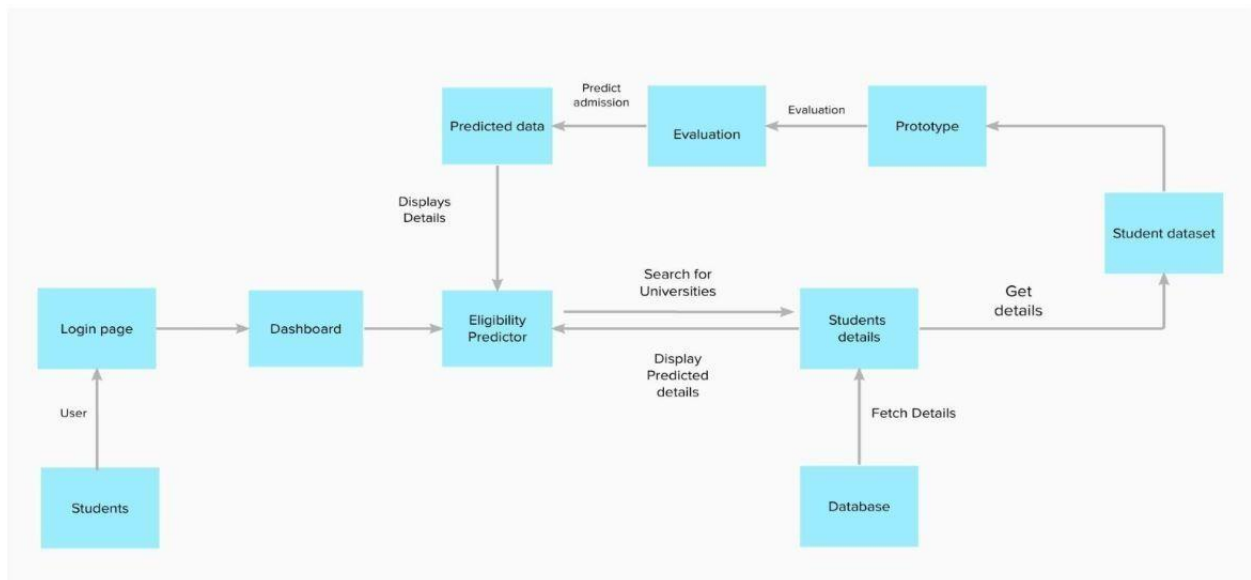 Predict
admission
Predicted data
Evaluation
Evaluation
Prototype
Displays
Details
Student dataset
Search for
Universities
Get
details
Login page
Dashboard
Eligibility
Predictor
Students
details
Display
Predicted
details
User
Fetch Details
Students
Database